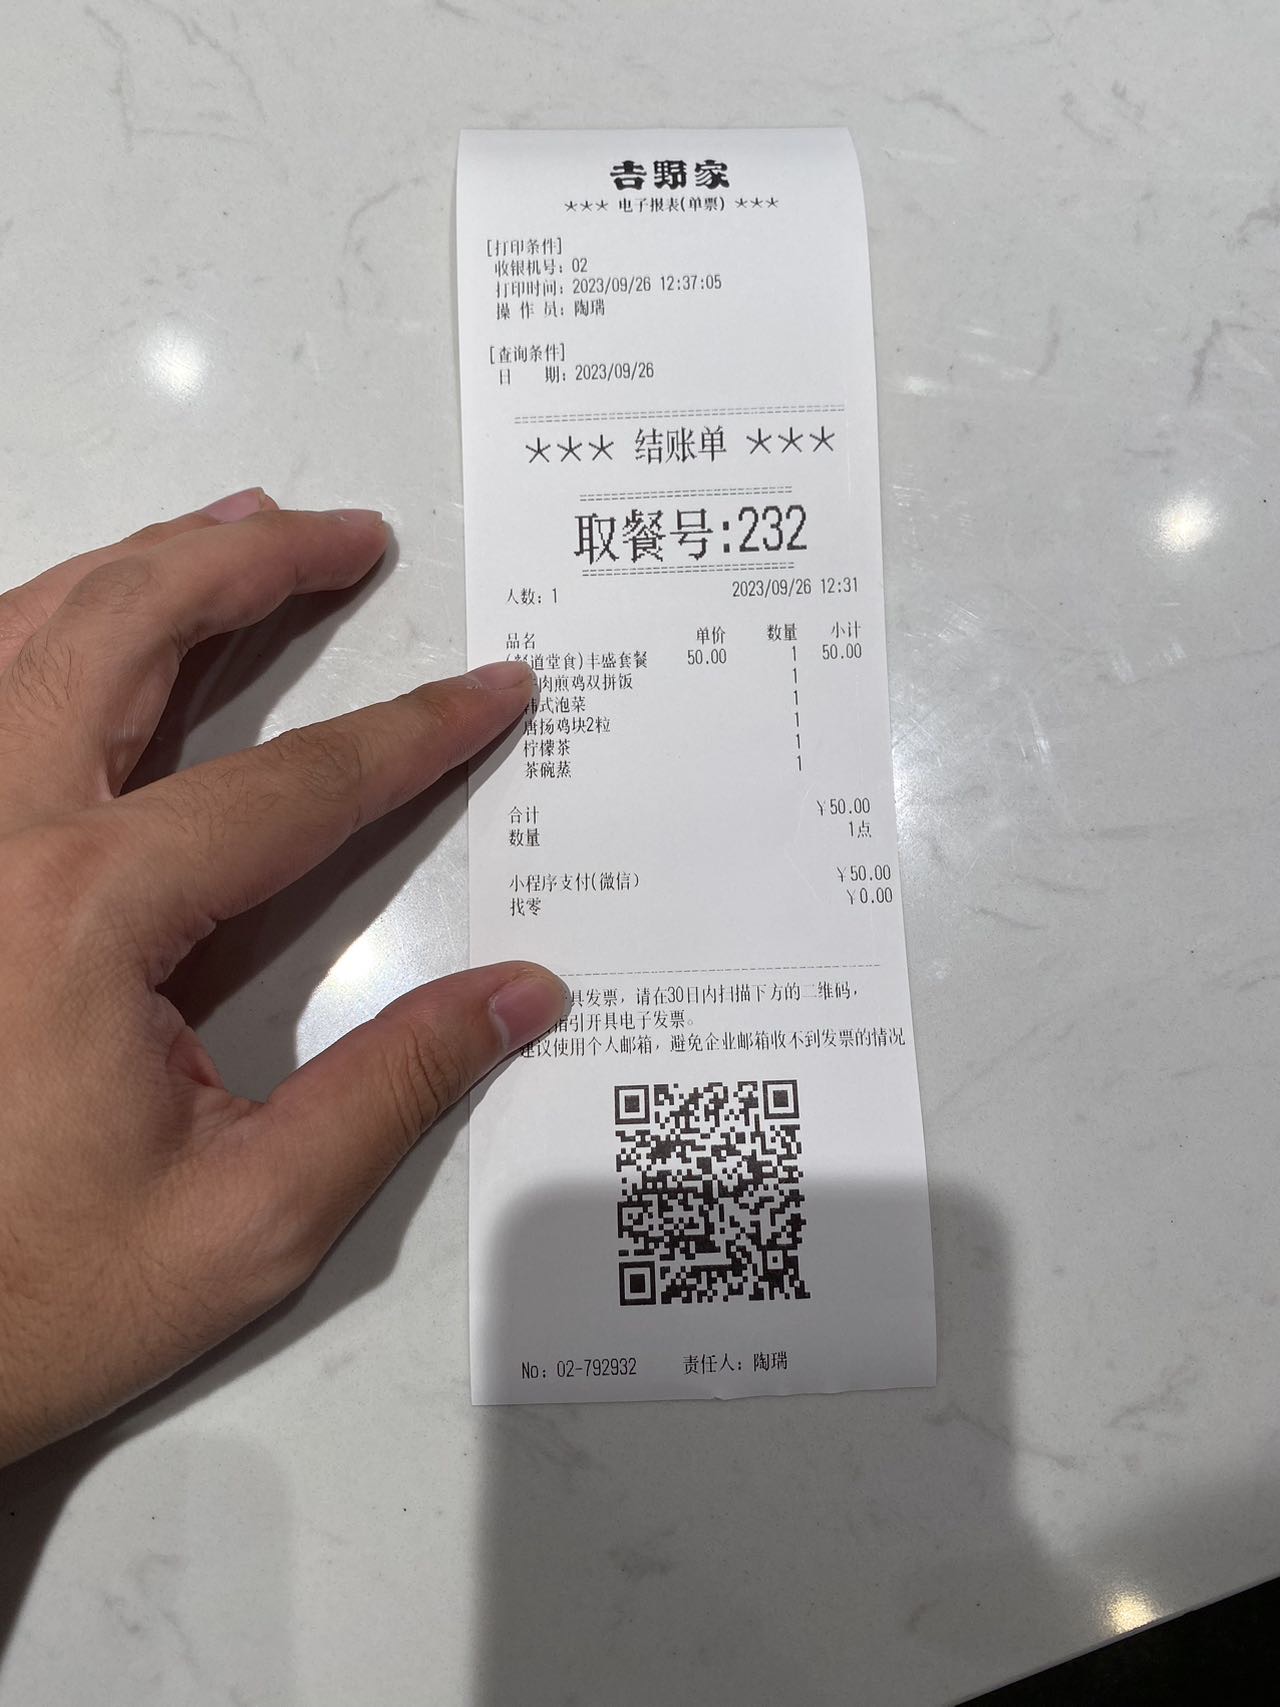 吉野家
*** 电子报表(单票) ***
[打印条件]
收银机号: 02
打印时间: 2023/09/26 12:37:05
操 作 员: 陶瑞
[查询条件]
日 期: 2023/09/26
*** 结账单 ***
取餐号:232
人数: 1 2023/09/26 12:31
品名 单价 数量 小计
道堂食)丰盛套餐 50.00 1 50.00
肉煎鸡双拼饭 1
韩式泡菜 1
唐扬鸡块2粒 1
柠檬茶 1
茶碗蒸 1
合计 ¥50.00
数量 1点
小程序支付(微信) ¥50.00
找零 ¥0.00
具发票，请在30日内扫描下方的二维码，
指引开具电子发票。
建议使用个人邮箱，避免企业邮箱收不到发票的情况
No: 02-792932 责任人: 陶瑞